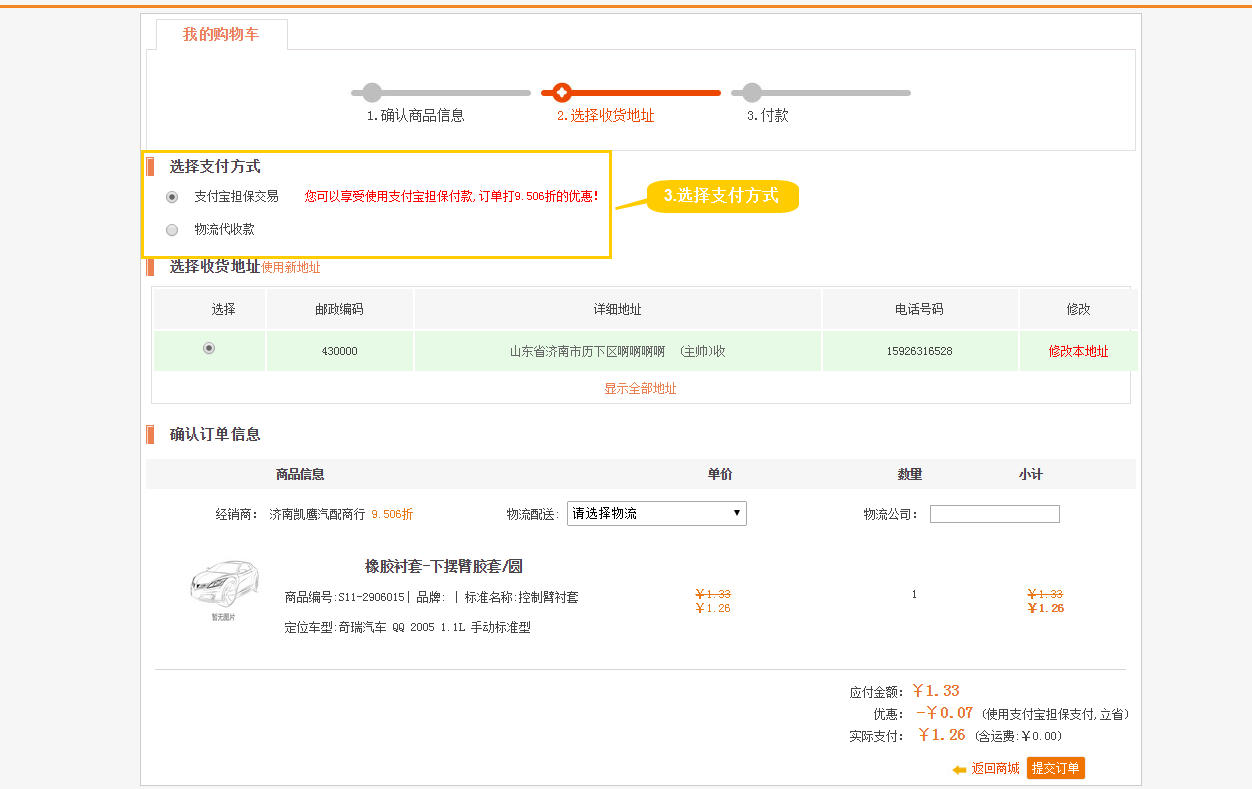 我的购物车
1.确认商品信息 2.选择收货地址 3.付款
选择支付方式
支付宝担保交易 您可以享受使用支付宝担保付款,订单打9.506折的优惠!
3.选择支付方式
物流代收款
选择收货地址使用新地址
选择 邮政编码 详细地址 电话号码 修改
430000 山东省济南市历下区啊啊啊啊 (主帅)收 15926316528 修改本地址
显示全部地址
确认订单信息
商品信息 单价 数量 小计
经销商: 济南凯鹰汽配商行 9.506折 物流配送: 请选择物流 物流公司:
橡胶衬套-下摆臂胶套/圆
商品编号:S11-2906015| 品牌: | 标准名称:控制臂衬套
¥1.33 1 ¥1.33
¥1.26 ¥1.26
暂无图片
定位车型:奇瑞汽车 QQ 2005 1.1L 手动标准型
应付金额: ¥1.33
优惠: -¥0.07 (使用支付宝担保支付,立省)
实际支付: ¥1.26 (含运费:¥0.00)
返回商城 提交订单